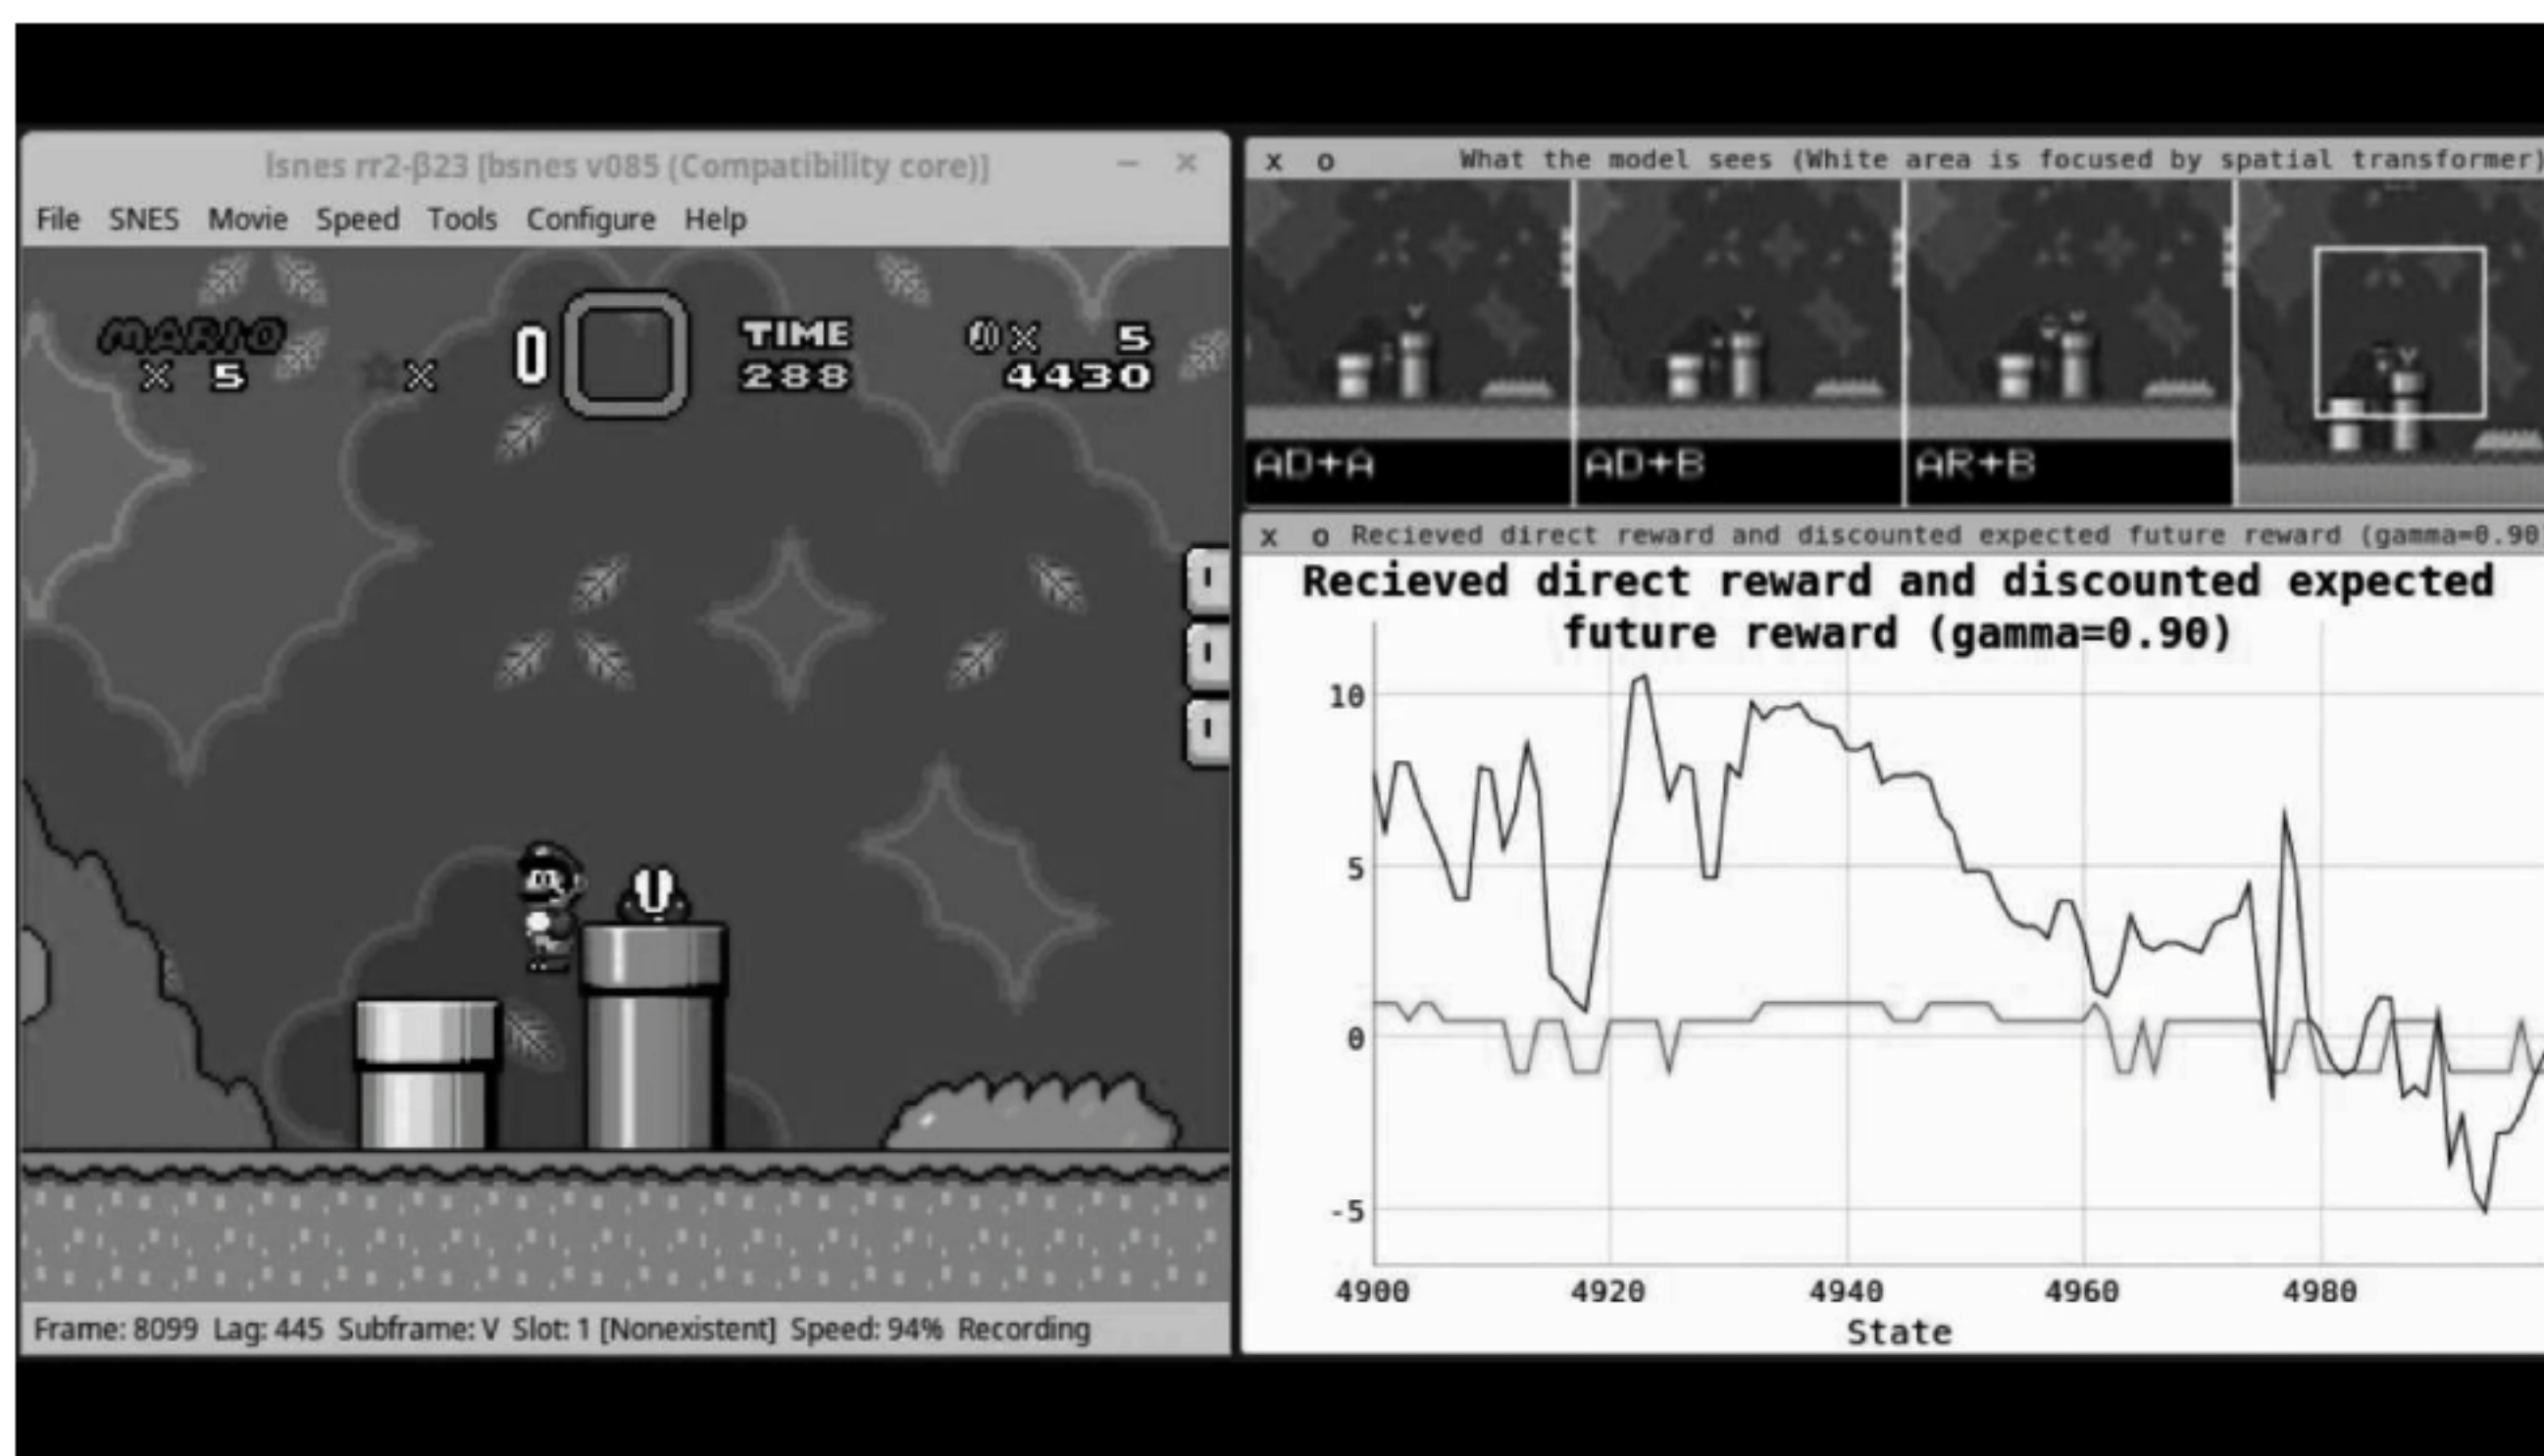 lsnes rr2-β23 [bsnes v085 (Compatibility core)]
File SNES Movie Speed Tools Configure Help
MARIO
x 5
x 0
TIME
288
x 5
4430
Frame: 8099 Lag: 445 Subframe: V Slot: 1 [Nonexistent] Speed: 94% Recording
x o What the model sees (White area is focused by spatial transformer)
AD+A
AD+B
AR+B
x o Recieved direct reward and discounted expected future reward (gamma=0.90
Recieved direct reward and discounted expected
future reward (gamma=0.90)
10
5
0
-5
4900 4920 4940 4960 4980
State